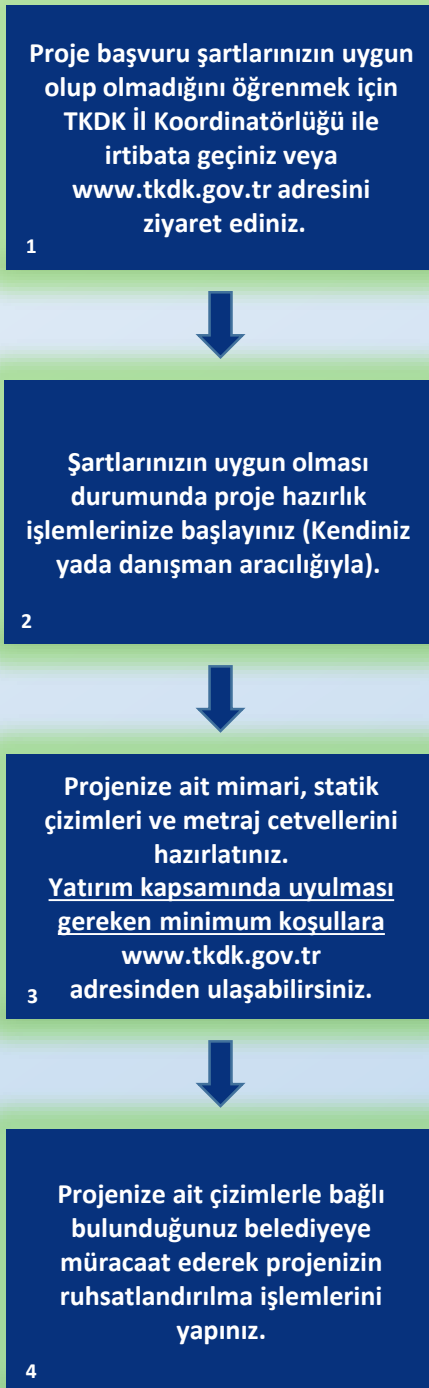 Proje başvuru şartlarınızın uygun
olup olmadığını öğrenmek için
TKDK İl Koordinatörlüğü ile
irtibata geçiniz veya
www.tkdk.gov.tr adresini
ziyaret ediniz.
1
Şartlarınızın uygun olması
durumunda proje hazırlık
işlemlerinize başlayınız (Kendiniz
yada danışman aracılığıyla).
2
Projenize ait mimari, statik
çizimleri ve metraj cetvellerini
hazırlatınız.
Yatırım kapsamında uyulması
gereken minimum koşullara
www.tkdk.gov.tr
adresinden ulaşabilirsiniz.
3
Projenize ait çizimlerle bağlı
bulunduğunuz belediyeye
müracaat ederek projenizin
ruhsatlandırılma işlemlerini
yapınız.
4